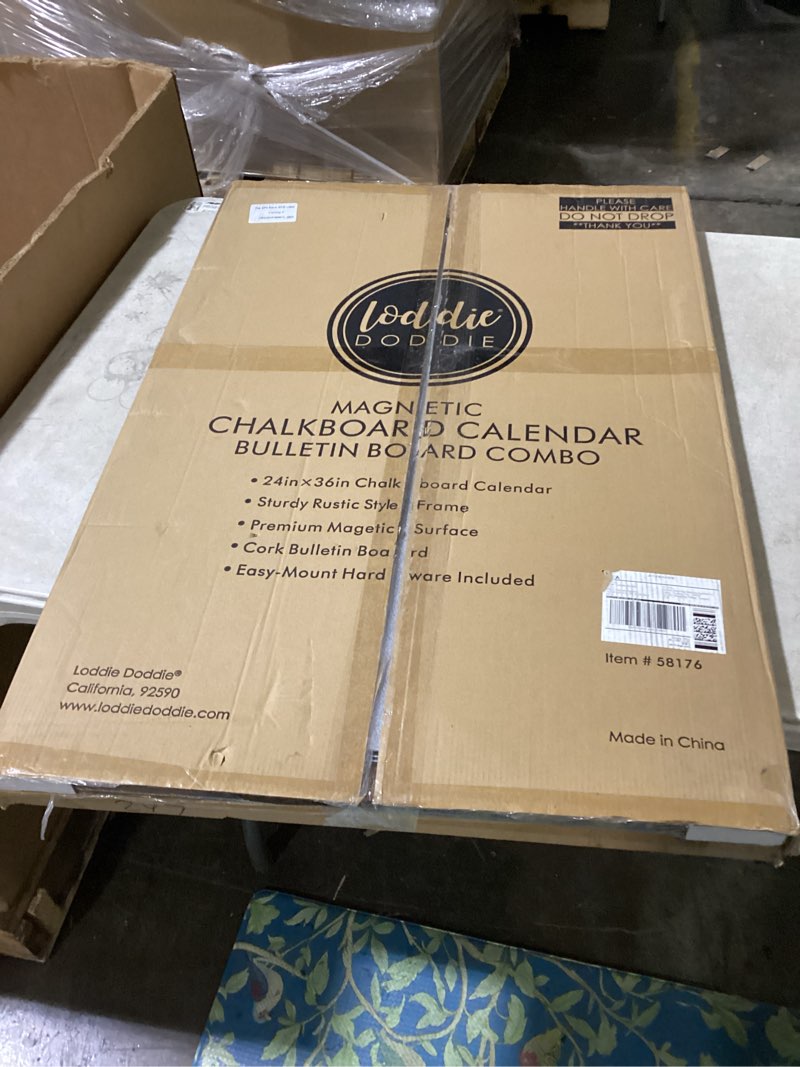 PLEASE
HANDLE WITH CARE
DO NOT DROP
**THANK YOU**
loddie®
DODDIE
MAGNETIC
CHALKBOARD CALENDAR
BULLETIN BOARD COMBO
• 24in×36in Chalkboard Calendar
• Sturdy Rustic Style Frame
• Premium Magetic Surface
• Cork Bulletin Board
• Easy-Mount Hardware Included
Item # 58176
Loddie Doddie®
California, 92590
www.loddiedoddie.com
Made in China